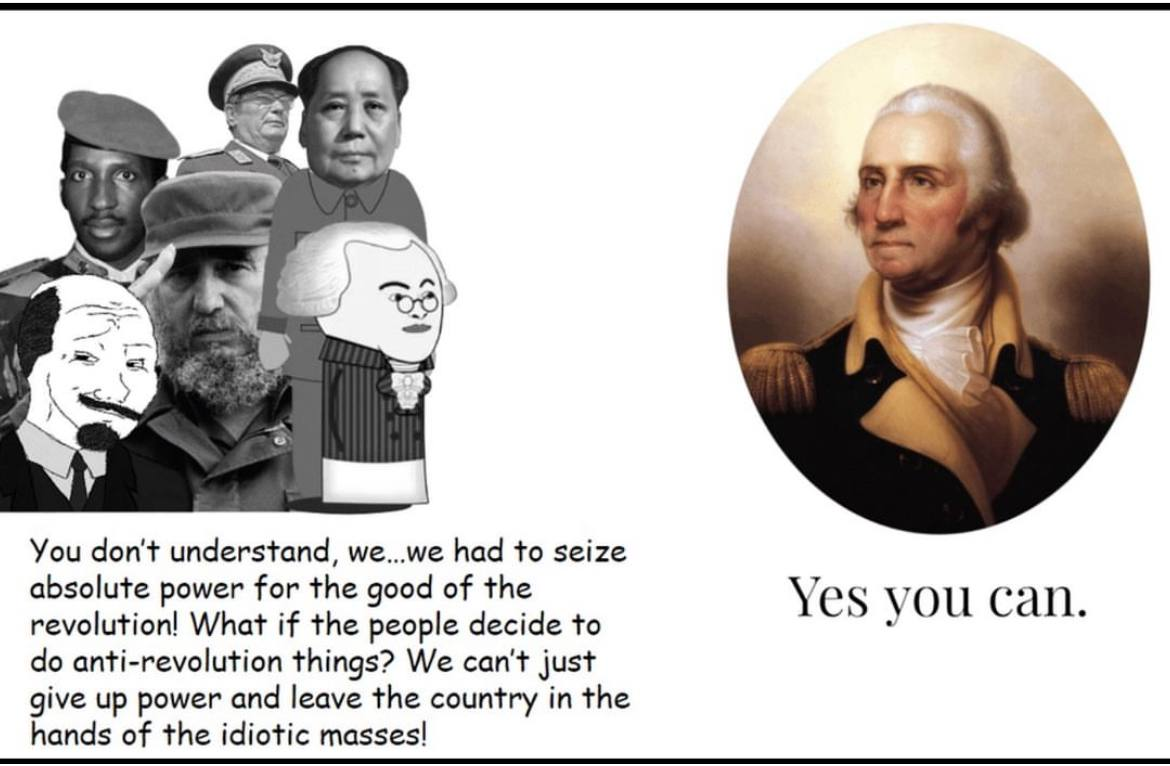 You don't understand, we...we had to seize
absolute power for the good of the
revolution! What if the people decide to
do anti-revolution things? We can't just
give up power and leave the country in the
hands of the idiotic masses!
Yes you can.